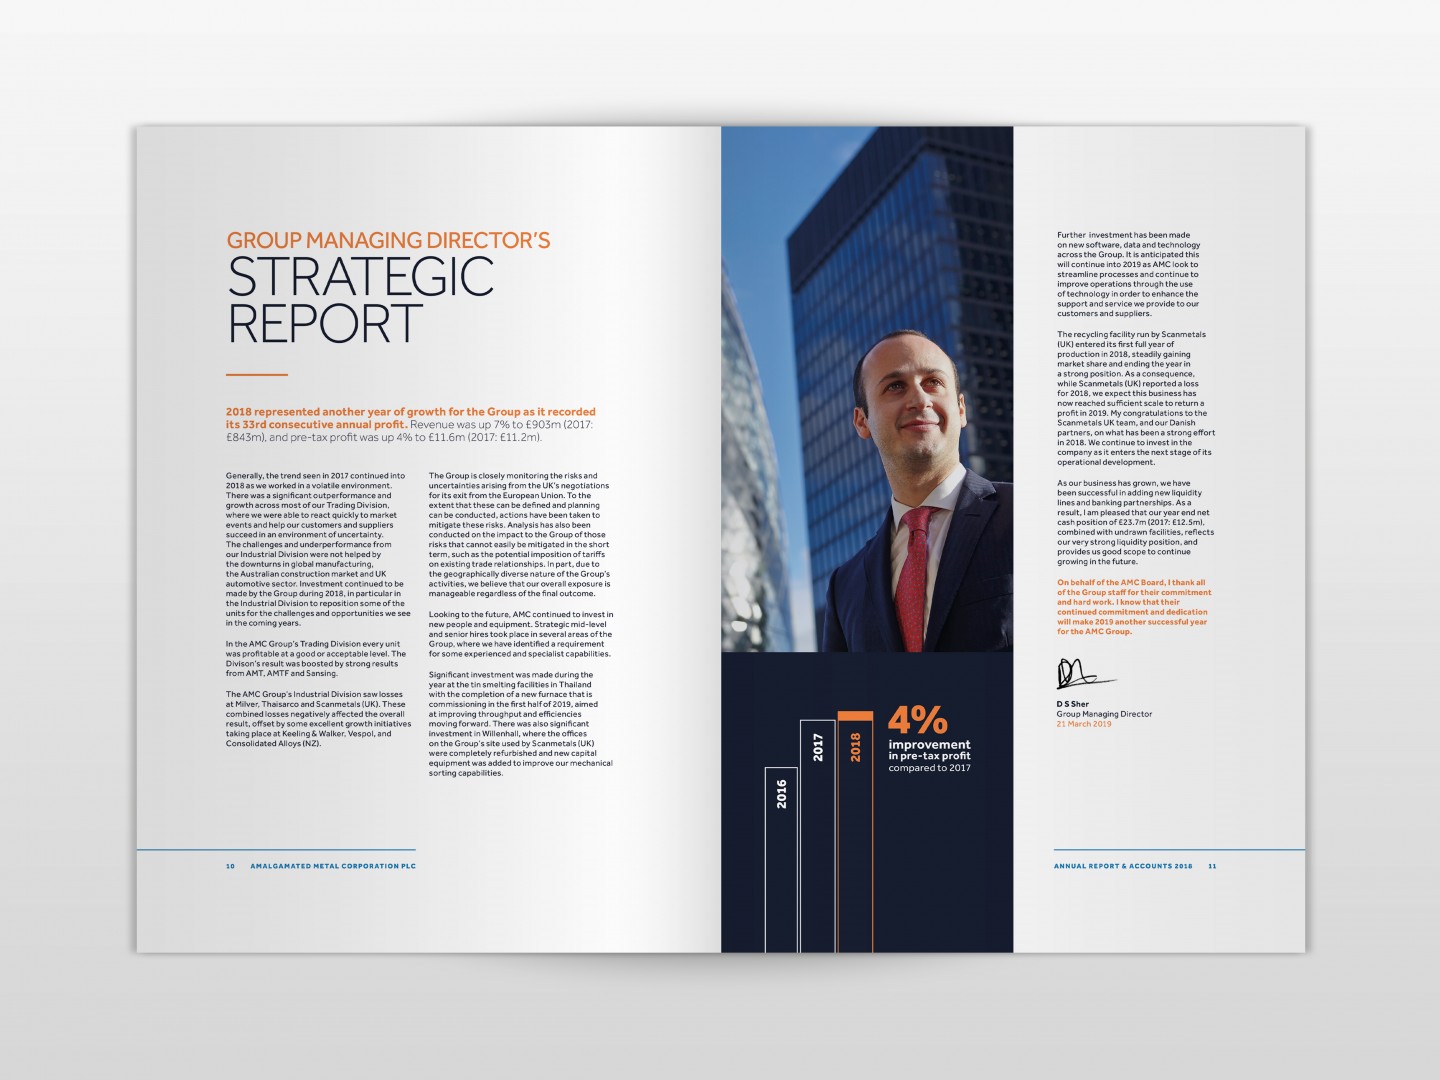 GROUP MANAGING DIRECTOR'S
STRATEGIC
REPORT
2018 represented another year of growth for the Group as it recorded
its 33rd consecutive annual profit. Revenue was up 7% to £903m (2017:
£843m), and pre-tax profit was up 4% to £11.6m (2017: £11.2m).
Generally, the trend seen in 2017 continued into
2018 as we worked in a volatile environment.
There was a significant outperformance and
growth across most of our Trading Division,
where we were able to react quickly to market
events and help our customers and suppliers
succeed in an environment of uncertainty.
The challenges and underperformance from
our Industrial Division were not helped by
the downturns in global manufacturing,
the Australian construction market and UK
automotive sector. Investment continued to be
made by the Group during 2018, in particular in
the Industrial Division to reposition some of the
units for the challenges and opportunities we see
in the coming years.
In the AMC Group's Trading Division every unit
was profitable at a good or acceptable level. The
Divison's result was boosted by strong results
from AMT, AMTF and Sansing.
The AMC Group's Industrial Division saw losses
at Milver, Thaisarco and Scanmetals (UK). These
combined losses negatively affected the overall
result, offset by some excellent growth initiatives
taking place at Keeling & Walker, Vespol, and
Consolidated Alloys (NZ).
The Group is closely monitoring the risks and
uncertainties arising from the UK's negotiations
for its exit from the European Union. To the
extent that these can be defined and planning
can be conducted, actions have been taken to
mitigate these risks. Analysis has also been
conducted on the impact to the Group of those
risks that cannot easily be mitigated in the short
term, such as the potential imposition of tariffs
on existing trade relationships. In part, due to
the geographically diverse nature of the Group's
activities, we believe that our overall exposure is
manageable regardless of the final outcome.
Looking to the future, AMC continued to invest in
new people and equipment. Strategic mid-level
and senior hires took place in several areas of the
Group, where we have identified a requirement
for some experienced and specialist capabilities.
Significant investment was made during the
year at the tin smelting facilities in Thailand
with the completion of a new furnace that is
commissioning in the first half of 2019, aimed
at improving throughput and efficiencies
moving forward. There was also significant
investment in Willenhall, where the offices
on the Group's site used by Scanmetals (UK)
were completely refurbished and new capital
equipment was added to improve our mechanical
sorting capabilities.
10 AMALGAMATED METAL CORPORATION PLC
2016
2017
2018
4%
improvement
in pre-tax profit
compared to 2017
Further investment has been made
on new software, data and technology
across the Group. It is anticipated this
will continue into 2019 as AMC look to
streamline processes and continue to
improve operations through the use
of technology in order to enhance the
support and service we provide to our
customers and suppliers.
The recycling facility run by Scanmetals
(UK) entered its first full year of
production in 2018, steadily gaining
market share and ending the year in
a strong position. As a consequence,
while Scanmetals (UK) reported a loss
for 2018, we expect this business has
now reached sufficient scale to return a
profit in 2019. My congratulations to the
Scanmetals UK team, and our Danish
partners, on what has been a strong effort
in 2018. We continue to invest in the
company as it enters the next stage of its
operational development.
As our business has grown, we have
been successful in adding new liquidity
lines and banking partnerships. As a
result, I am pleased that our year end net
cash position of £23.7m (2017: £12.5m),
combined with undrawn facilities, reflects
our very strong liquidity position, and
provides us good scope to continue
growing in the future.
On behalf of the AMC Board, I thank all
of the Group staff for their commitment
and hard work. I know that their
continued commitment and dedication
will make 2019 another successful year
for the AMC Group.
D S Sher
Group Managing Director
21 March 2019
ANNUAL REPORT & ACCOUNTS 2018 11